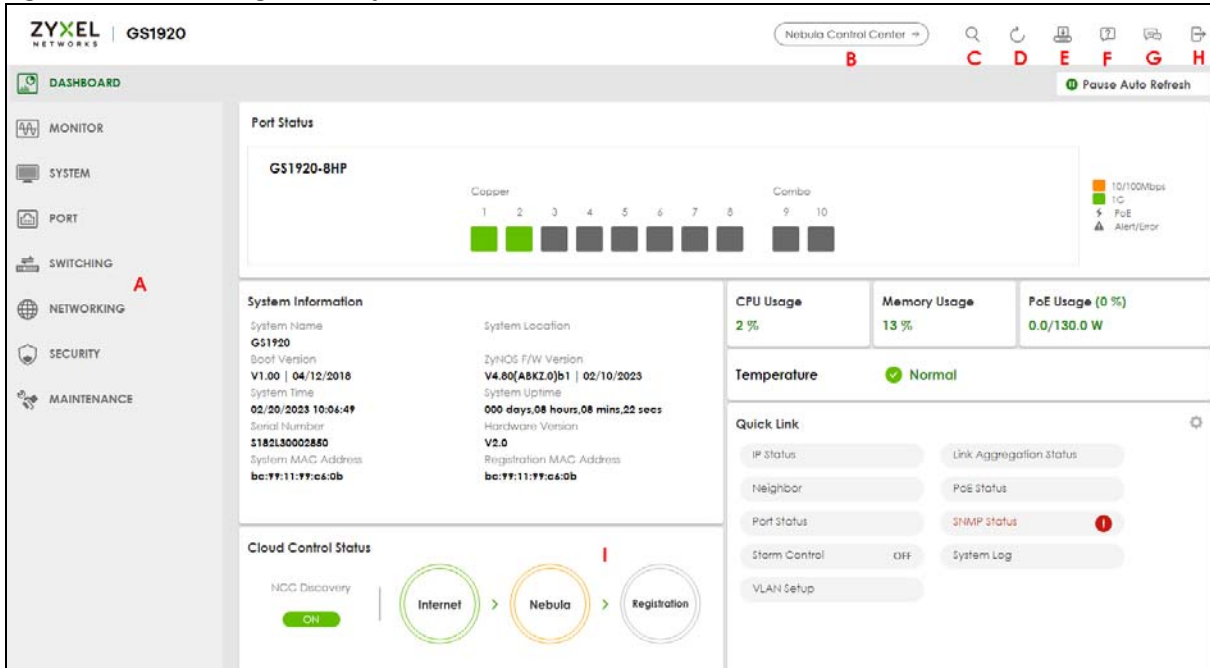 ZYXEL NETWORKS | GS1920
Nebula Control Center →
B C D E F G H
DASHBOARD
Pause Auto Refresh
MONITOR
SYSTEM
PORT
SWITCHING
A
NETWORKING
SECURITY
MAINTENANCE
Port Status
GS1920-8HP
Copper Combo
1 2 3 4 5 6 7 8 9 10
10/100Mbps
1G
PoE
Alert/Error
System Information
System Name System Location
GS1920
Boot Version ZyNOS F/W Version
V1.00 | 04/12/2018 V4.80(ABKZ.0)b1 | 02/10/2023
System Time System Uptime
02/20/2023 10:06:49 000 days,08 hours,08 mins,22 secs
Serial Number Hardware Version
S182L30002850 V2.0
System MAC Address Registration MAC Address
CPU Usage
2 %
Memory Usage
13 %
PoE Usage (0 %)
0.0/130.0 W
Temperature Normal
Quick Link
IP Status Link Aggregation Status
Neighbor PoE Status
Port Status SNMP Status !
Storm Control OFF System Log
VLAN Setup
Cloud Control Status
I
NCC Discovery
ON
Internet > Nebula > Registration